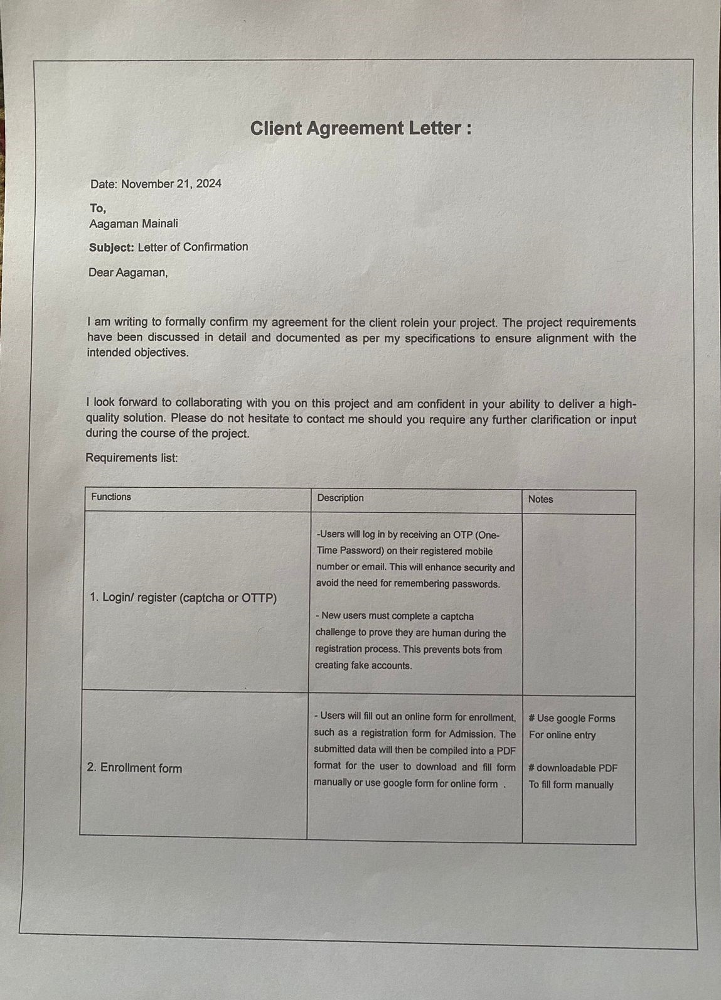 Client Agreement Letter :
Date: November 21, 2024
To,
Aagaman Mainali
Subject: Letter of Confirmation
Dear Aagaman,
I am writing to formally confirm my agreement for the client rolein your project. The project requirements
have been discussed in detail and documented as per my specifications to ensure alignment with the
intended objectives.
I look forward to collaborating with you on this project and am confident in your ability to deliver a high-
quality solution. Please do not hesitate to contact me should you require any further clarification or input
during the course of the project.
Requirements list:
Functions
Description
Notes
1. Login/ register (captcha or OTTP)
-Users will log in by receiving an OTP (One-
Time Password) on their registered mobile
number or email. This will enhance security and
avoid the need for remembering passwords.
- New users must complete a captcha
challenge to prove they are human during the
registration process. This prevents bots from
creating fake accounts.
2. Enrollment form
- Users will fill out an online form for enrollment,
such as a registration form for Admission. The
submitted data will then be compiled into a PDF
format for the user to download and fill form
manually or use google form for online form .
# Use google Forms
For online entry
# downloadable PDF
To fill form manually